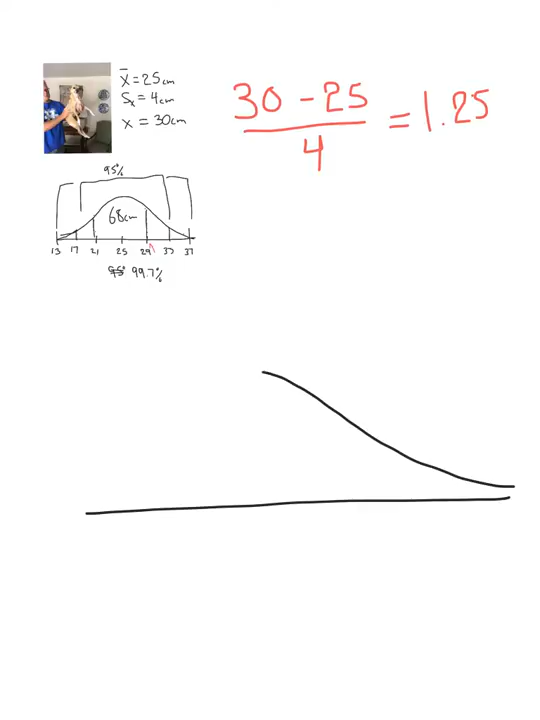 x̄ = 25cm
Sₓ = 4cm
x = 30cm
30 - 25
4
= 1.25
95%
68cm
13 17 21 25 29 33 37
99.7%